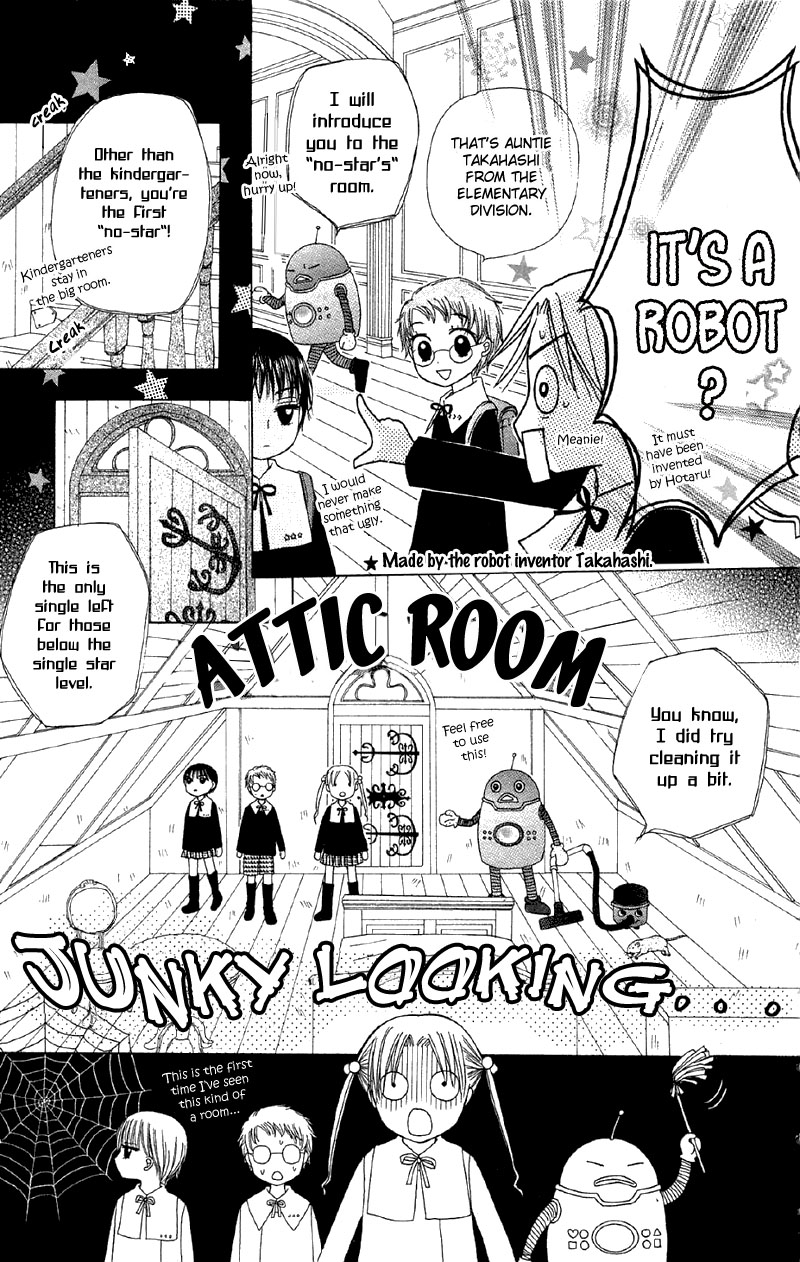 IT'S A
ROBOT
?
It must
have been
invented
by Hotaru!
Meanie!
THAT'S AUNTIE
TAKAHASHI
FROM THE
ELEMENTARY
DIVISION.
I would
never make
something
that ugly.
★ Made by the robot inventor Takahashi.
I will
introduce
you to the
"no-star's"
room.
Alright
now,
hurry up!
creak
Other than
the kindergar-
teners, you're
the first
"no-star"!
Kindergarteners
stay in
the big room.
creak
This is
the only
single left
for those
below the
single star
level.
ATTIC ROOM
You know,
I did try
cleaning it
up a bit.
Feel free
to use
this!
JUNKY LOOKING...
This is the first
time I've seen
this kind of
a room...